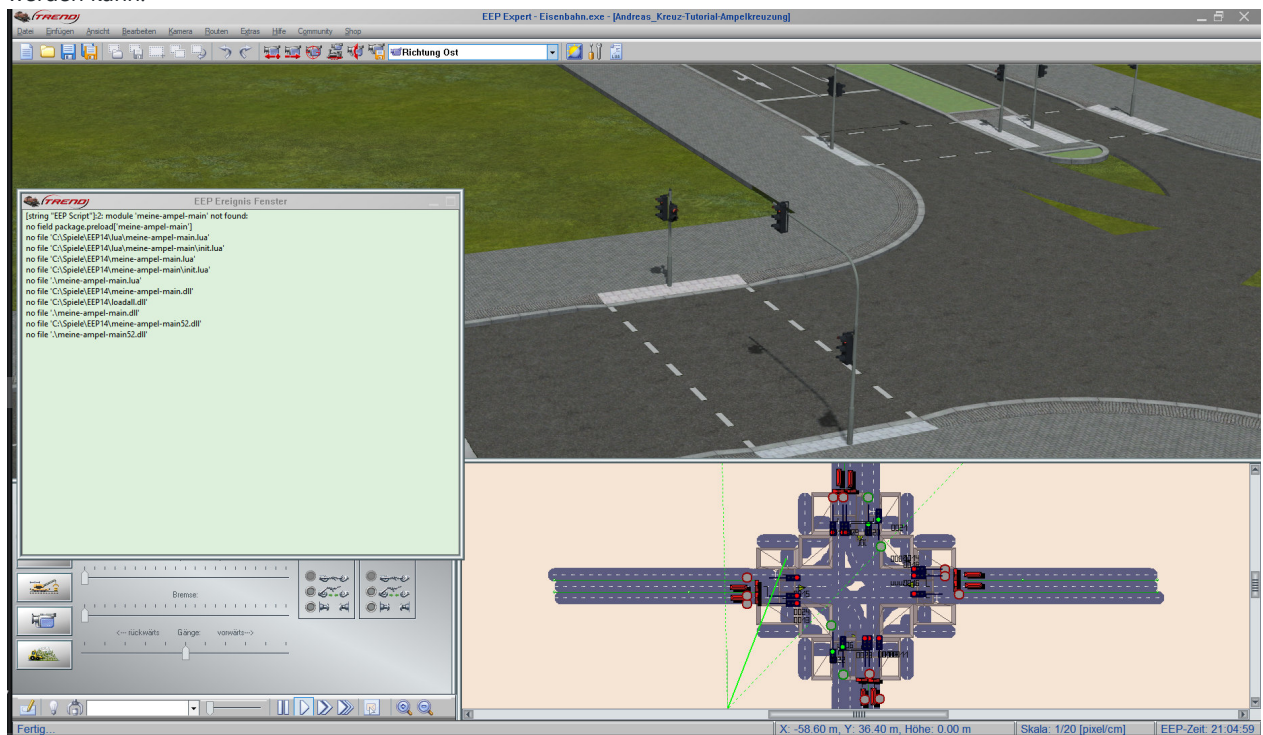 werden kann.
TREND EEP Expert - Eisenbahn.exe - [Andreas_Kreuz-Tutorial-Ampelkreuzung]
Datei Einfügen Ansicht Bearbeiten Kamera Routen Extras Hilfe Community Shop
Richtung Ost
TREND EEP Ereignis Fenster
[string "EEP Script"]:2: module 'meine-ampel-main' not found:
no field package.preload['meine-ampel-main']
no file 'C:\Spiele\EEP14\lua\meine-ampel-main.lua'
no file 'C:\Spiele\EEP14\lua\meine-ampel-main\init.lua'
no file 'C:\Spiele\EEP14\meine-ampel-main.lua'
no file 'C:\Spiele\EEP14\meine-ampel-main\init.lua'
no file '.\meine-ampel-main.lua'
no file 'C:\Spiele\EEP14\meine-ampel-main.dll'
no file 'C:\Spiele\EEP14\loadall.dll'
no file '.\meine-ampel-main.dll'
no file 'C:\Spiele\EEP14\meine-ampel-main52.dll'
no file '.\meine-ampel-main52.dll'
Bremse:
<--- rückwärts Gänge: vorwärts--->
Fertig...
X: -58.60 m, Y: 36.40 m, Höhe: 0.00 m
Skala: 1/20 [pixel/cm]
EEP-Zeit: 21:04:59